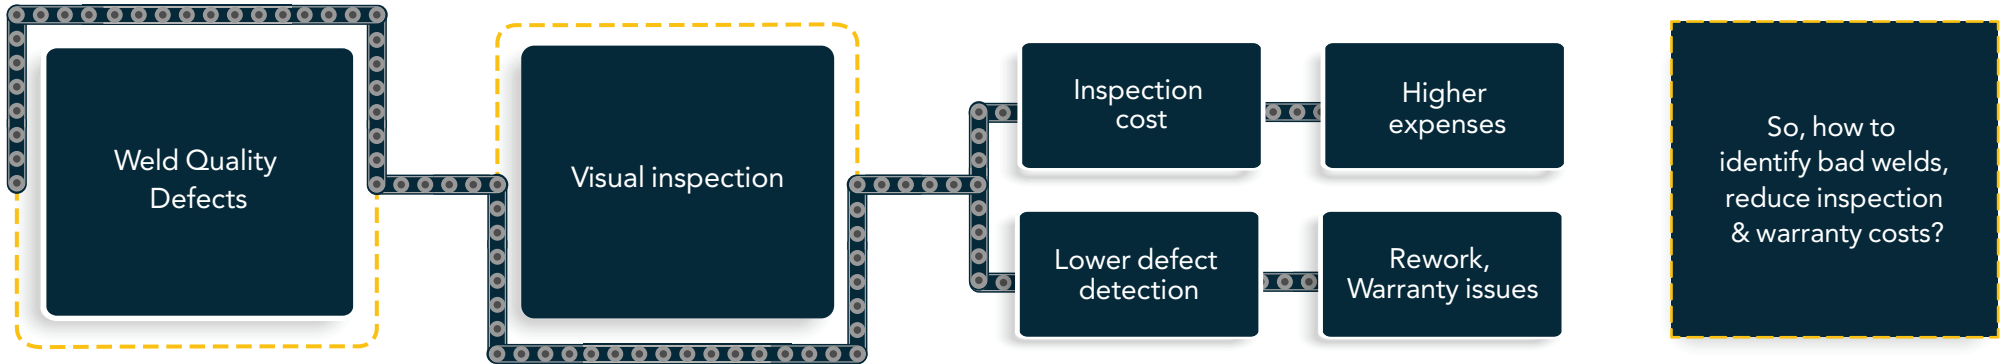 Weld Quality
Defects
Visual inspection
Inspection
cost
Higher
expenses
Lower defect
detection
Rework,
Warranty issues
So, how to
identify bad welds,
reduce inspection
& warranty costs?